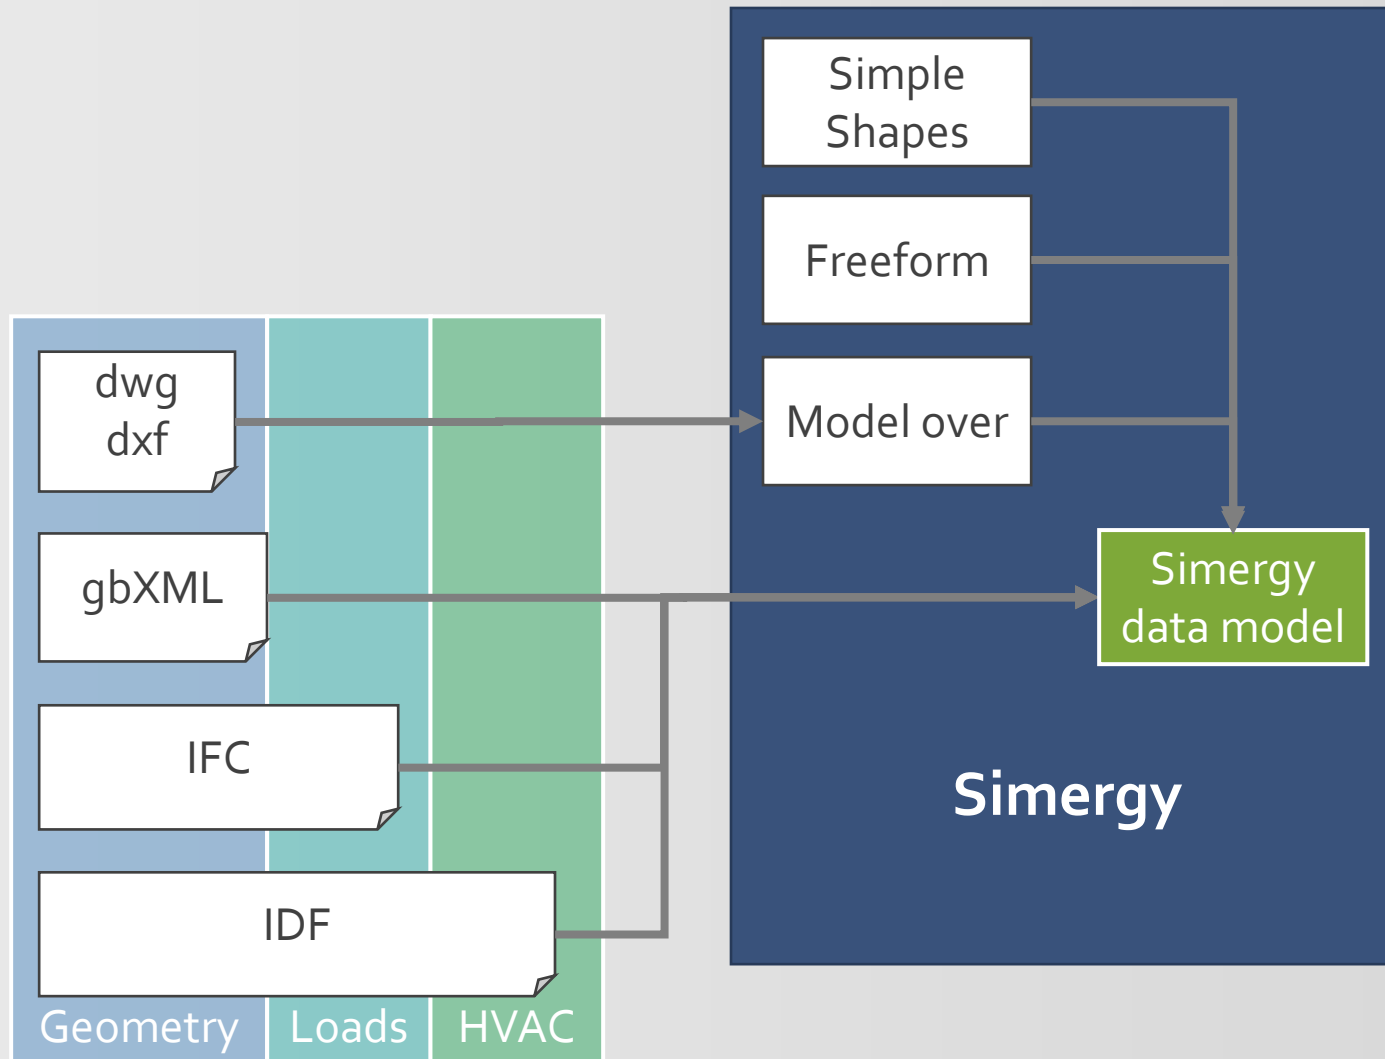 Simple
Shapes
Freeform
dwg
dxf
Model over
gbXML
Simergy
data model
IFC
Simergy
IDF
Geometry
Loads
HVAC